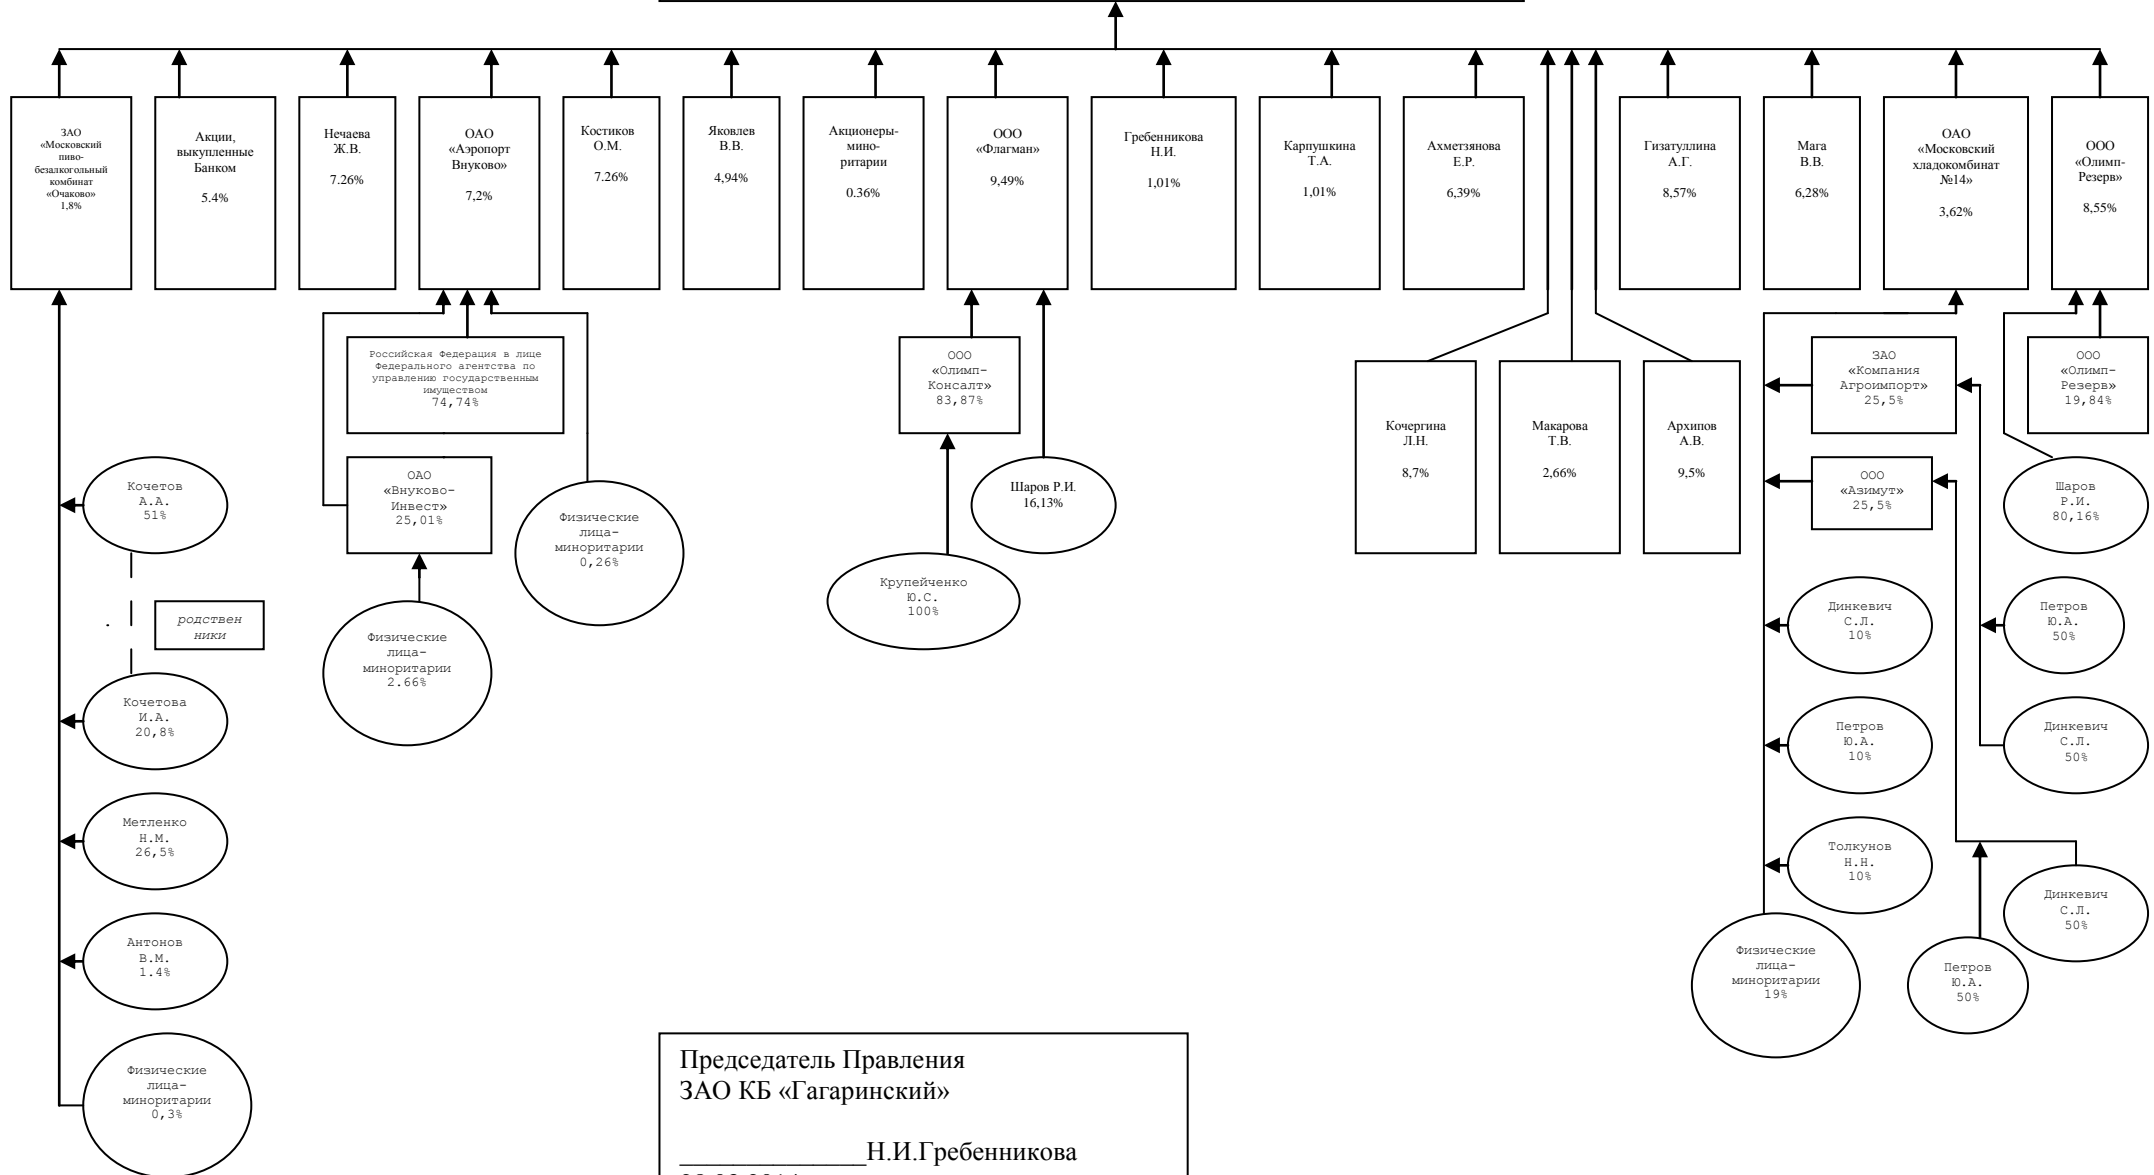 ЗАО
«Московский
пиво-
безалкогольный
комбинат
«Очаково»
1,8%
Акции,
выкупленные
Банком
5.4%
Нечаева
Ж.В.
7.26%
ОАО
«Аэропорт
Внуково»
7,2%
Костиков
О.М.
7.26%
Яковлев
В.В.
4,94%
Акционеры-
мино-
ритарии
0.36%
ООО
«Флагман»
9,49%
Гребенникова
Н.И.
1,01%
Карпушкина
Т.А.
1,01%
Ахметзянова
Е.Р.
6,39%
Гизатуллина
А.Г.
8,57%
Мага
В.В.
6,28%
ОАО
«Московский
хладокомбинат
№14»
3,62%
ООО
«Олимп-
Резерв»
8,55%
Российская Федерация в лице
Федерального агентства по
управлению государственным
имуществом
74,74%
ООО
«Олимп-
Консалт»
83,87%
Кочергина
Л.Н.
8,7%
Макарова
Т.В.
2,66%
Архипов
А.В.
9,5%
ЗАО
«Компания
Агроимпорт»
25,5%
ООО
«Олимп-
Резерв»
19,84%
Кочетов
А.А.
51%
ОАО
«Внуково-
Инвест»
25,01%
Физические
лица-
миноритарии
0,26%
Шаров Р.И.
16,13%
ООО
«Азимут»
25,5%
Шаров
Р.И.
80,16%
родствен
ники
Физические
лица-
миноритарии
2.66%
Крупейченко
Ю.С.
100%
Динкевич
С.Л.
10%
Петров
Ю.А.
50%
Кочетова
И.А.
20,8%
Петров
Ю.А.
10%
Динкевич
С.Л.
50%
Метленко
Н.М.
26,5%
Толкунов
Н.Н.
10%
Динкевич
С.Л.
50%
Антонов
В.М.
1.4%
Физические
лица-
миноритарии
19%
Петров
Ю.А.
50%
Физические
лица-
миноритарии
0,3%
Председатель Правления
ЗАО КБ «Гагаринский»
______________Н.И.Гребенникова